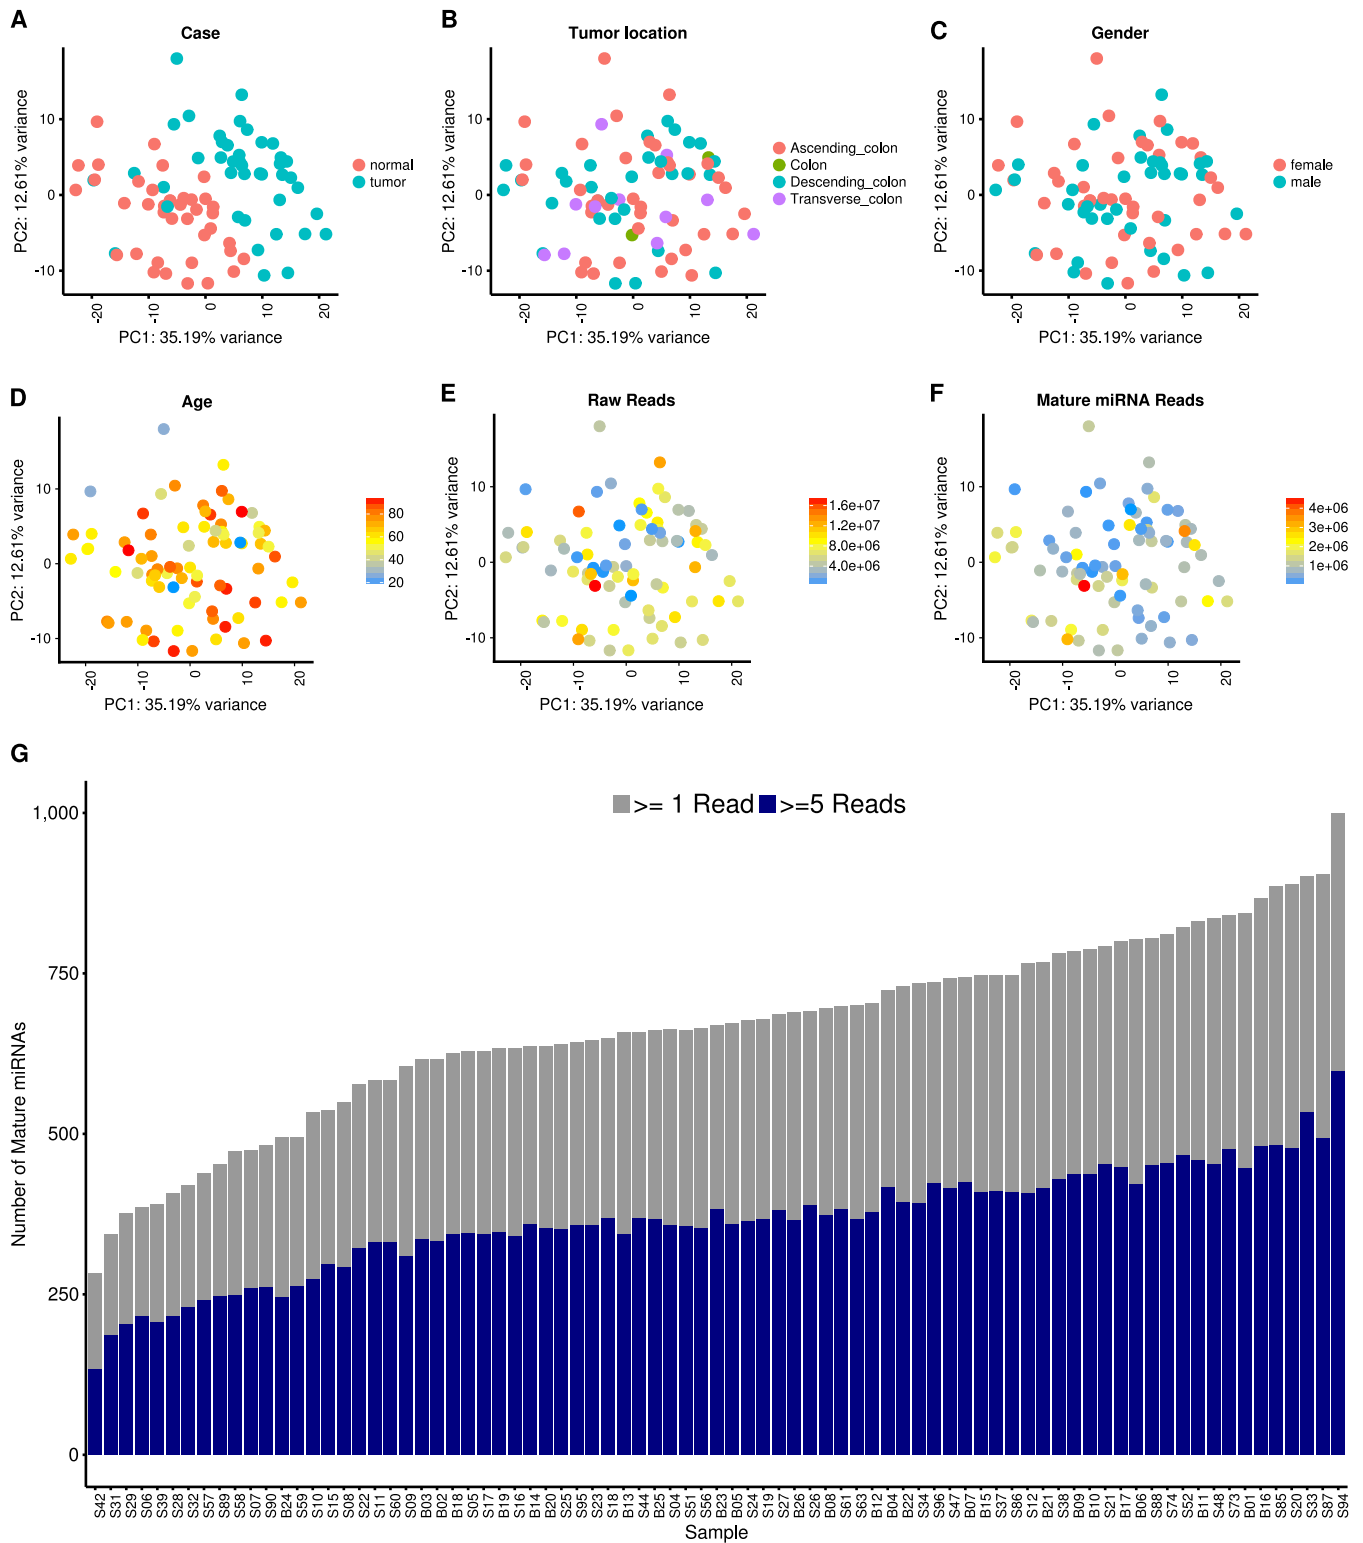 A
Case
PC2: 12.61% variance
10
0
-10
-20
-10
0
10
20
PC1: 35.19% variance
normal
tumor
B
Tumor location
PC2: 12.61% variance
10
0
-10
-20
-10
0
10
20
PC1: 35.19% variance
Ascending_colon
Colon
Descending_colon
Transverse_colon
C
Gender
PC2: 12.61% variance
10
0
-10
-20
-10
0
10
20
PC1: 35.19% variance
female
male
D
Age
PC2: 12.61% variance
10
0
-10
-20
-10
0
10
20
PC1: 35.19% variance
80
60
40
20
E
Raw Reads
PC2: 12.61% variance
10
0
-10
-20
-10
0
10
20
PC1: 35.19% variance
1.6e+07
1.2e+07
8.0e+06
4.0e+06
F
Mature miRNA Reads
PC2: 12.61% variance
10
0
-10
-20
-10
0
10
20
PC1: 35.19% variance
4e+06
3e+06
2e+06
1e+06
G
>= 1 Read >=5 Reads
Number of Mature miRNAs
1,000
750
500
250
0
S42 S31 S29 S06 S39 S28 S32 S57 S89 S58 S07 S90 B24 S59 S10 S15 S08 S22 S11 S60 S09 B03 B02 B18 S05 S17 B19 S16 B14 B20 S25 S95 S23 S18 B13 S44 B25 S04 S51 S56 B23 B05 S24 S19 S27 B26 S26 B08 S61 S63 B12 B04 B22 S34 S96 S47 B07 B15 S37 S86 S12 B21 S38 B09 B10 S21 B17 B06 S88 S74 S52 B11 S48 S73 B01 B16 S85 S20 S33 S87 S94
Sample